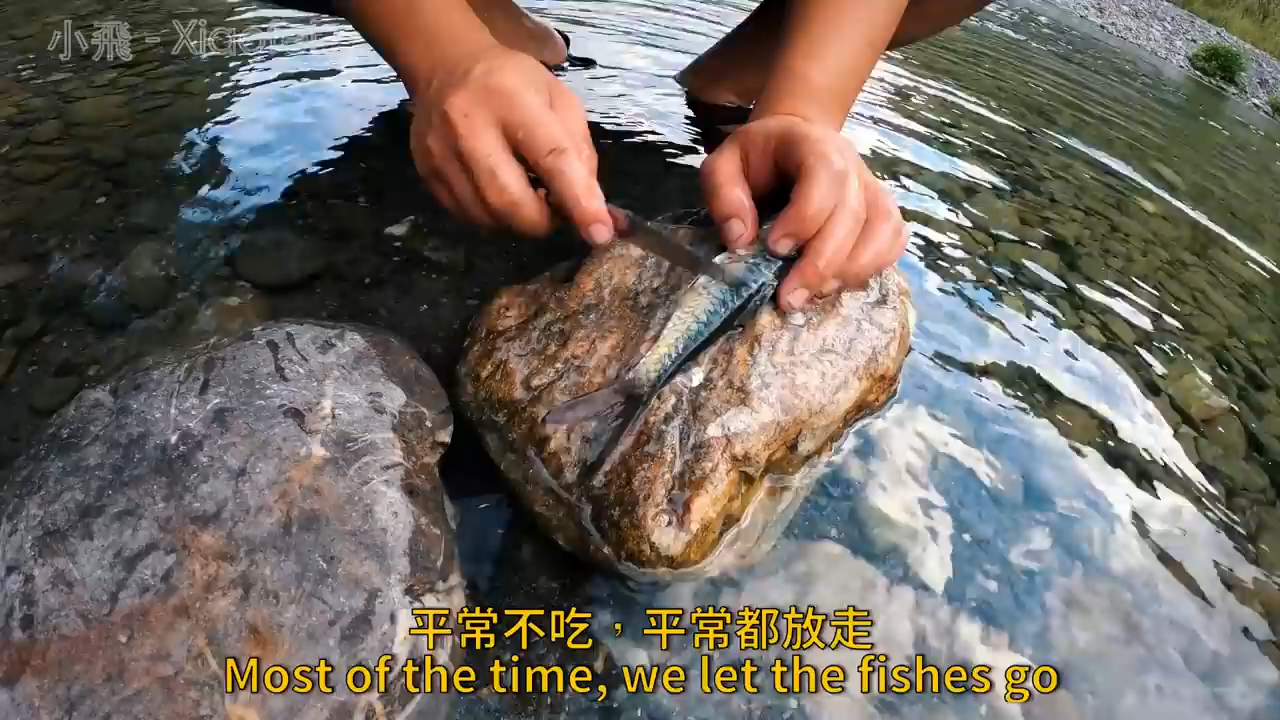 小飛 - Xiaofei
平常不吃，平常都放走
Most of the time, we let the fishes go